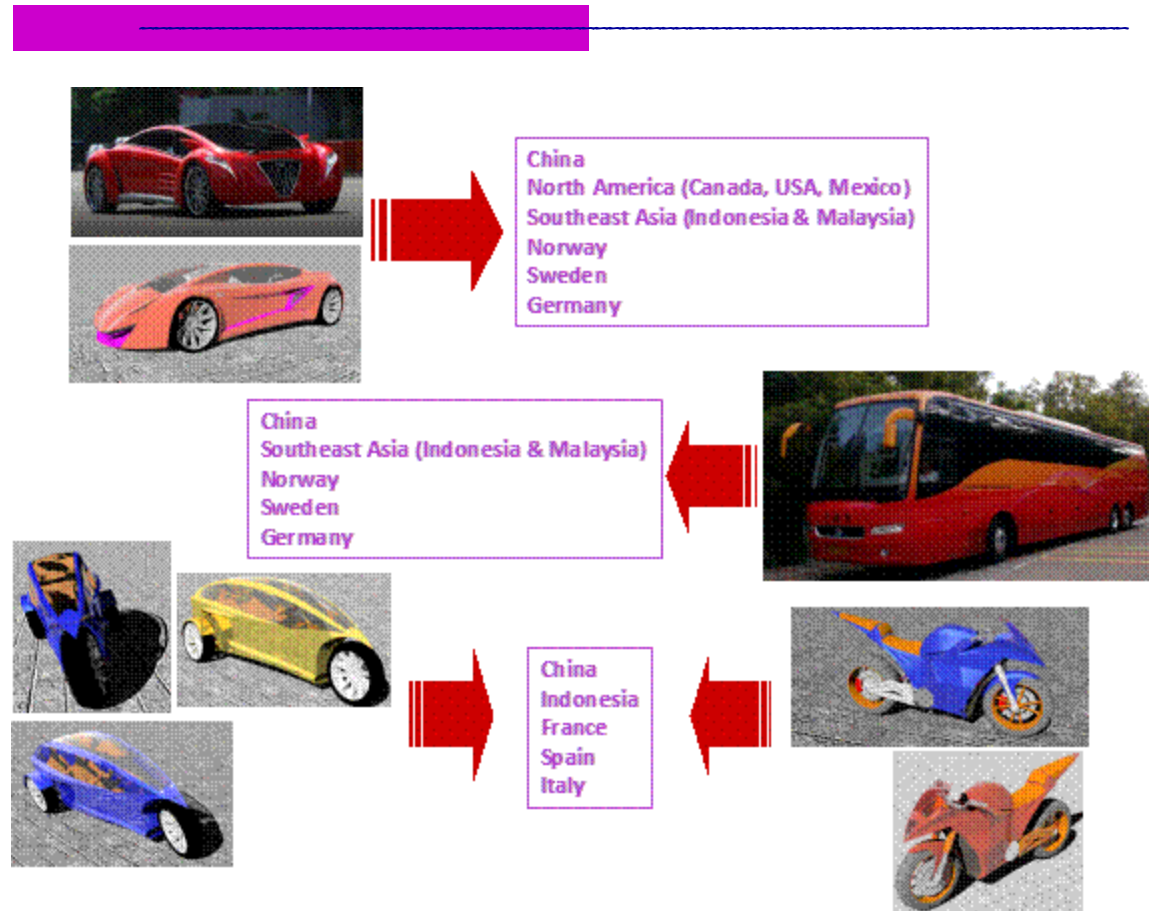 China
North America (Canada, USA, Mexico)
Southeast Asia (Indonesia & Malaysia)
Norway
Sweden
Germany
China
Southeast Asia (Indonesia & Malaysia)
Norway
Sweden
Germany
China
Indonesia
France
Spain
Italy